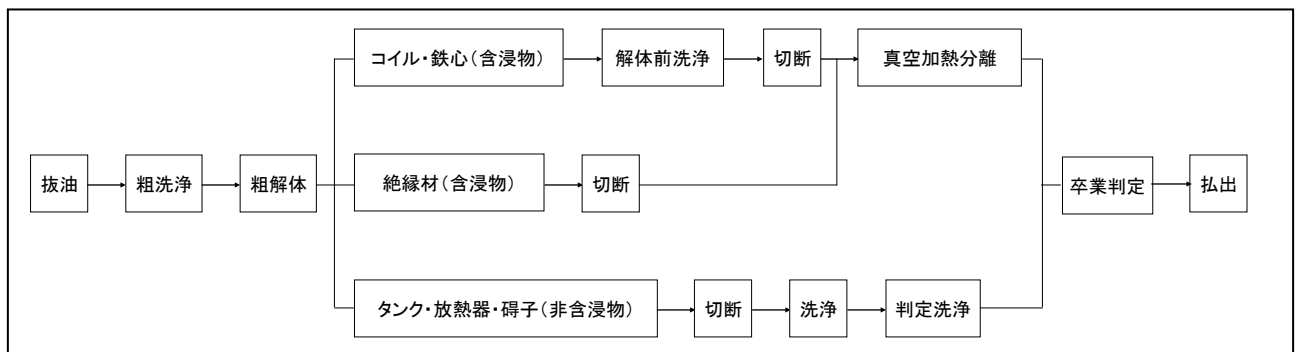 コイル・鉄心(含浸物)
解体前洗浄
切断
真空加熱分離
抜油
粗洗浄
粗解体
絶縁材(含浸物)
切断
卒業判定
払出
タンク・放熱器・碍子(非含浸物)
切断
洗浄
判定洗浄